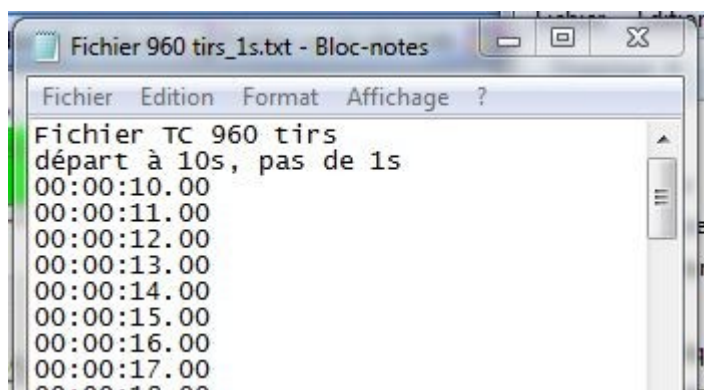 Fichier 960 tirs_1s.txt - Bloc-notes
Fichier Edition Format Affichage ?
Fichier TC 960 tirs
départ à 10s, pas de 1s
00:00:10.00
00:00:11.00
00:00:12.00
00:00:13.00
00:00:14.00
00:00:15.00
00:00:16.00
00:00:17.00